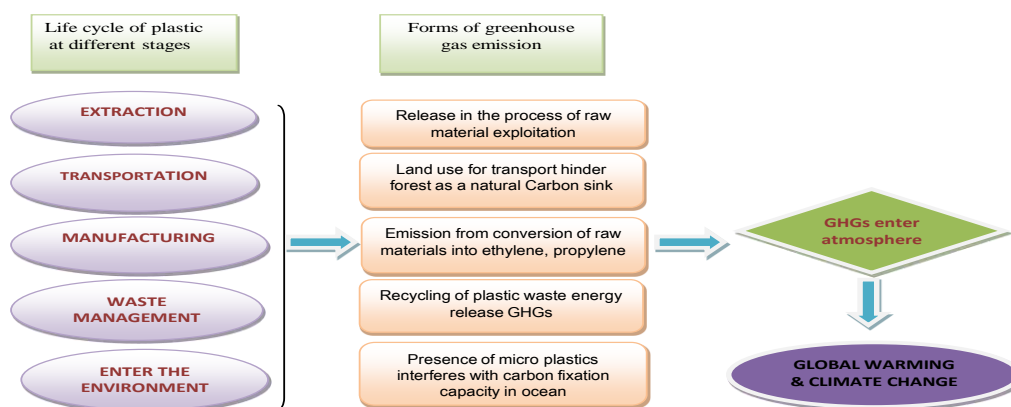 Life cycle of plastic
at different stages
Forms of greenhouse
gas emission
EXTRACTION
TRANSPORTATION
MANUFACTURING
WASTE
MANAGEMENT
ENTER THE
ENVIRONMENT
Release in the process of raw
material exploitation
Land use for transport hinder
forest as a natural Carbon sink
Emission from conversion of raw
materials into ethylene, propylene
Recycling of plastic waste energy
release GHGs
Presence of micro plastics
interferes with carbon fixation
capacity in ocean
GHGs enter
atmosphere
GLOBAL WARMING
& CLIMATE CHANGE